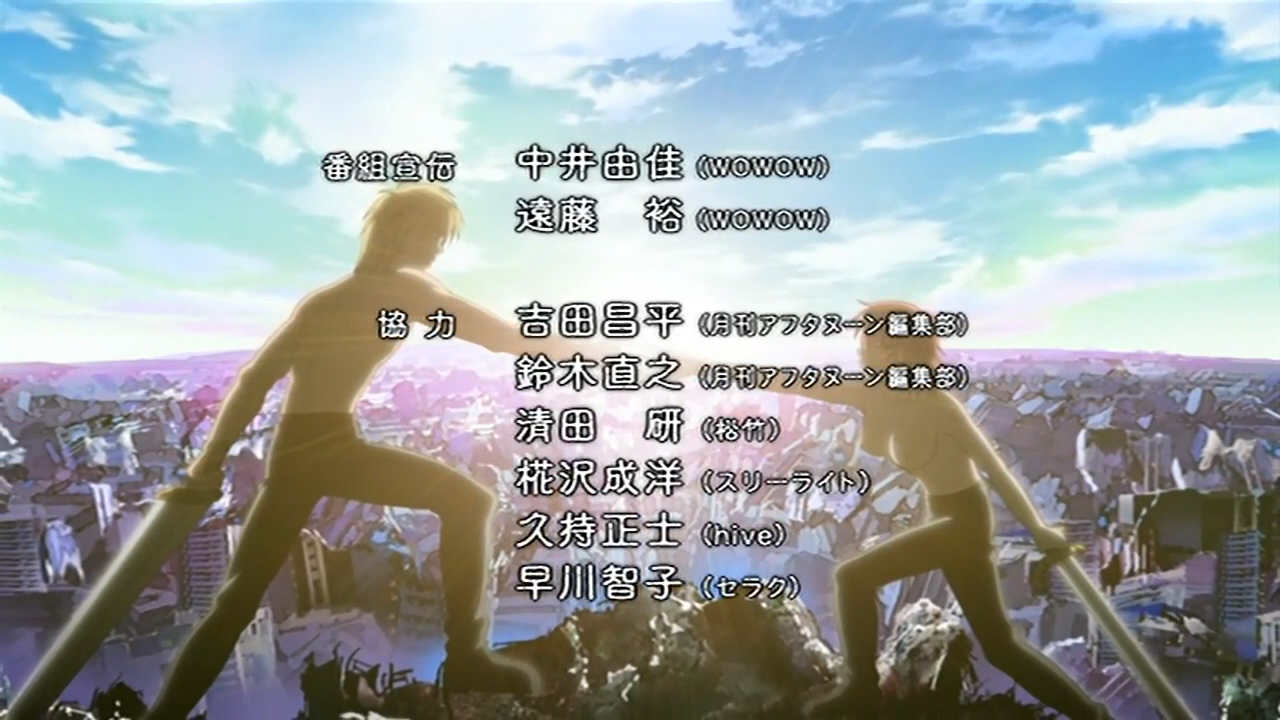 番組宣伝 中井由佳 (WOWOW)
遠藤 裕 (WOWOW)
協力 吉田昌平 (月刊アフタヌーン編集部)
鈴木直之 (月刊アフタヌーン編集部)
清田 研 (松竹)
椛沢成洋 (スリーライト)
久持正士 (hive)
早川智子 (セラク)